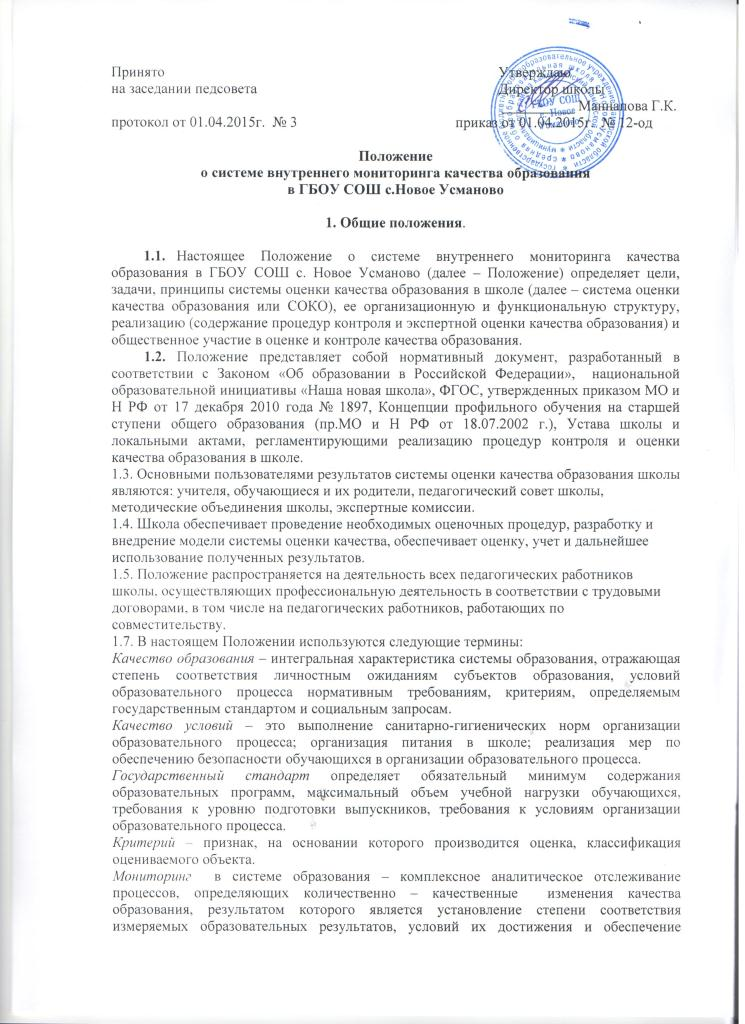 Принято Утверждаю
на заседании педсовета Директор школы
Маннапова Г.К.
протокол от 01.04.2015г. № 3 приказ от 01.04.2015г. № 12-од
Положение
о системе внутреннего мониторинга качества образования
в ГБОУ СОШ с.Новое Усманово
1. Общие положения.
1.1. Настоящее Положение о системе внутреннего мониторинга качества
образования в ГБОУ СОШ с. Новое Усманово (далее – Положение) определяет цели,
задачи, принципы системы оценки качества образования в школе (далее – система оценки
качества образования или СОКО), ее организационную и функциональную структуру,
реализацию (содержание процедур контроля и экспертной оценки качества образования) и
общественное участие в оценке и контроле качества образования.
1.2. Положение представляет собой нормативный документ, разработанный в
соответствии с Законом «Об образовании в Российской Федерации», национальной
образовательной инициативы «Наша новая школа», ФГОС, утвержденных приказом МО и
Н РФ от 17 декабря 2010 года № 1897, Концепции профильного обучения на старшей
ступени общего образования (пр.МО и Н РФ от 18.07.2002 г.), Устава школы и
локальными актами, регламентирующими реализацию процедур контроля и оценки
качества образования в школе.
1.3. Основными пользователями результатов системы оценки качества образования школы
являются: учителя, обучающиеся и их родители, педагогический совет школы,
методические объединения школы, экспертные комиссии.
1.4. Школа обеспечивает проведение необходимых оценочных процедур, разработку и
внедрение модели системы оценки качества, обеспечивает оценку, учет и дальнейшее
использование полученных результатов.
1.5. Положение распространяется на деятельность всех педагогических работников
школы, осуществляющих профессиональную деятельность в соответствии с трудовыми
договорами, в том числе на педагогических работников, работающих по
совместительству.
1.7. В настоящем Положении используются следующие термины:
Качество образования – интегральная характеристика системы образования, отражающая
степень соответствия личностным ожиданиям субъектов образования, условий
образовательного процесса нормативным требованиям, критериям, определяемым
государственным стандартом и социальным запросам.
Качество условий – это выполнение санитарно-гигиенических норм организации
образовательного процесса; организация питания в школе; реализация мер по
обеспечению безопасности обучающихся в организации образовательного процесса.
Государственный стандарт определяет обязательный минимум содержания
образовательных программ, максимальный объем учебной нагрузки обучающихся,
требования к уровню подготовки выпускников, требования к условиям организации
образовательного процесса.
Критерий – признак, на основании которого производится оценка, классификация
оцениваемого объекта.
Мониторинг в системе образования – комплексное аналитическое отслеживание
процессов, определяющих количественно – качественные изменения качества
образования, результатом которого является установление степени соответствия
измеряемых образовательных результатов, условий их достижения и обеспечение